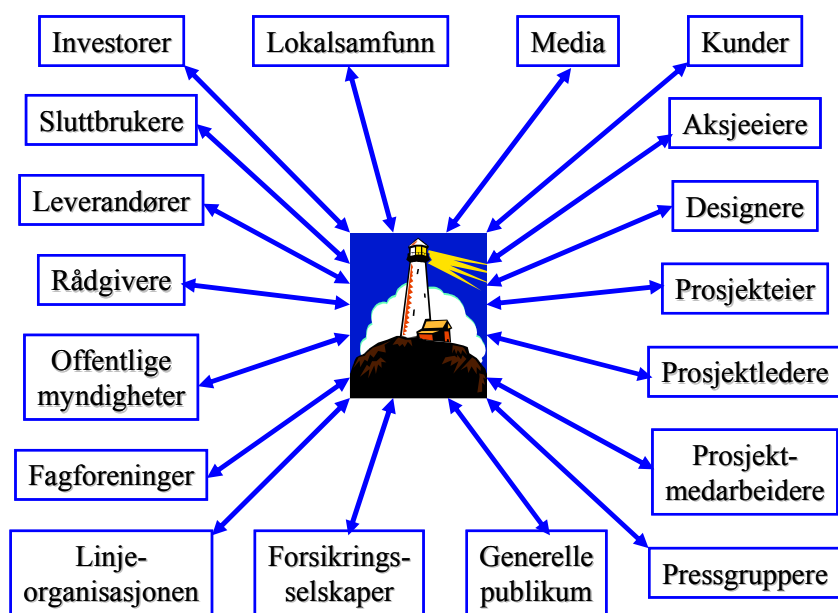 Investorer
Lokalsamfunn
Media
Kunder
Sluttbrukere
Aksjeeiere
Leverandører
Designere
Rådgivere
Prosjekteier
Offentlige
myndigheter
Prosjektledere
Fagforeninger
Prosjekt-
medarbeidere
Linje-
organisasjonen
Forsikrings-
selskaper
Generelle
publikum
Pressgruppere